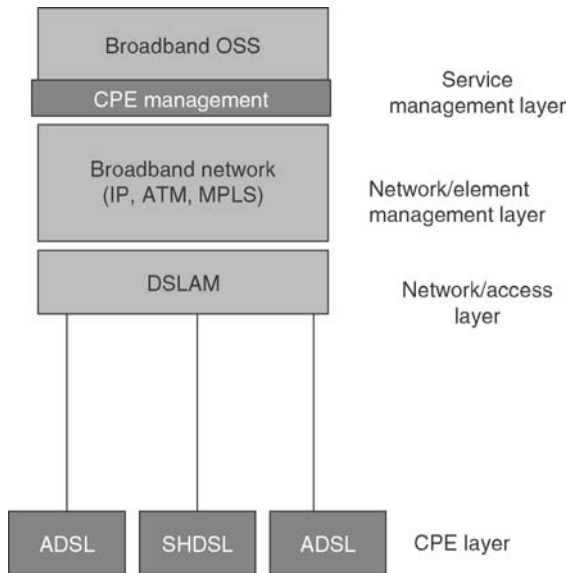 Broadband OSS
CPE management
Service
management layer
Broadband network
(IP, ATM, MPLS)
Network/element
management layer
DSLAM
Network/access
layer
ADSL
SHDSL
ADSL
CPE layer